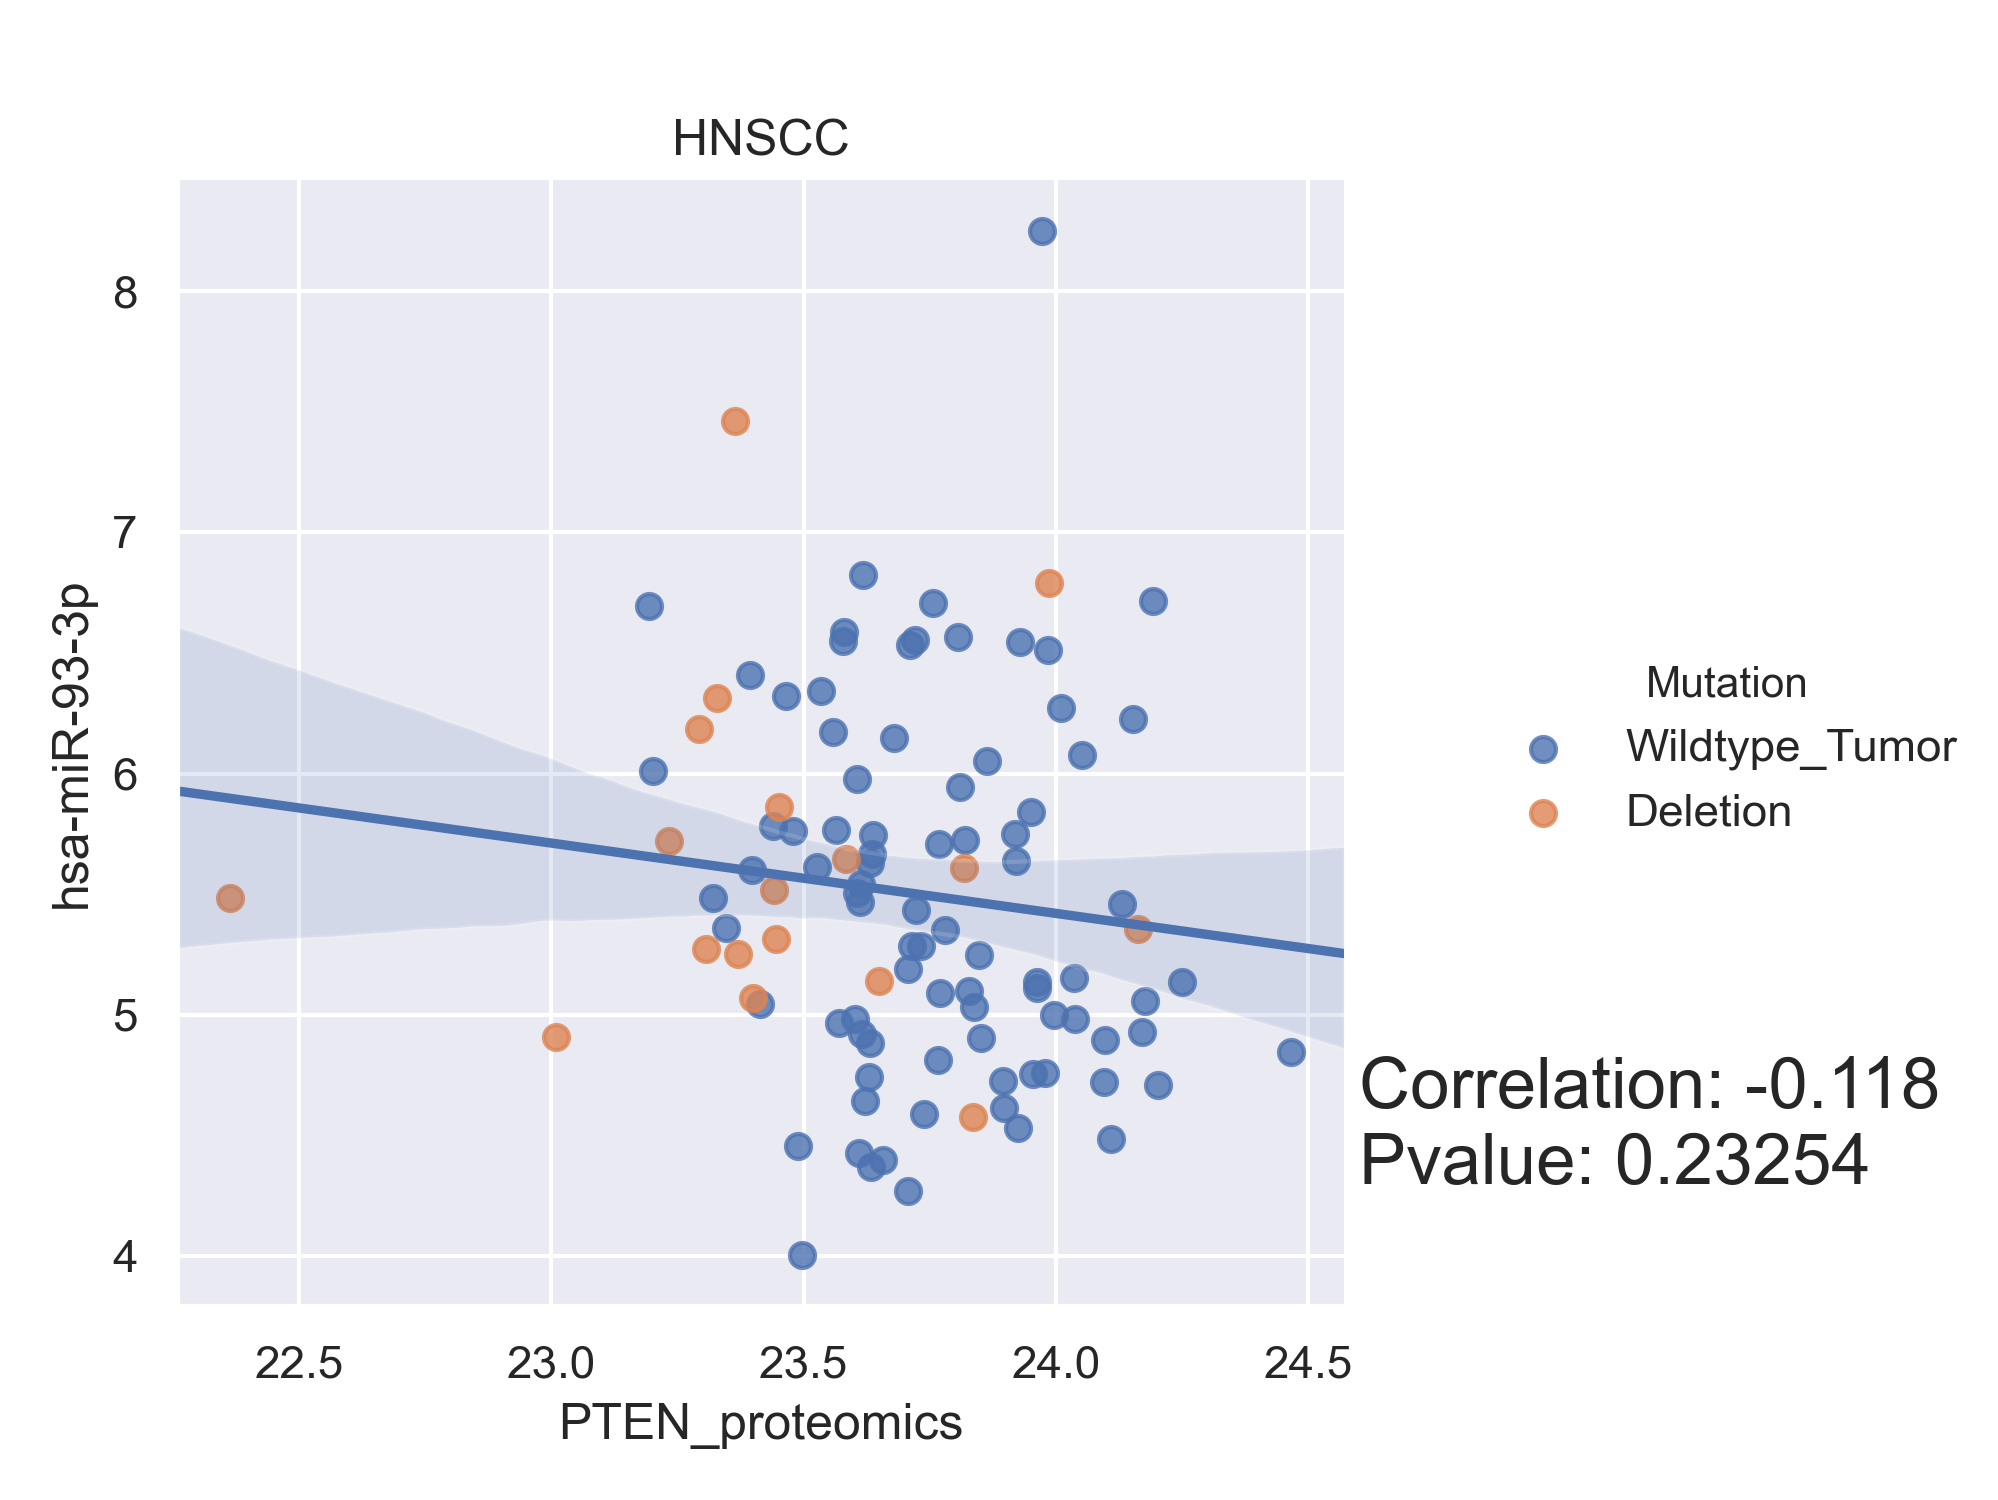 HNSCC
8
7
6
5
4
hsa-miR-93-3p
22.5 23.0 23.5 24.0 24.5
PTEN_proteomics
Mutation
Wildtype_Tumor
Deletion
Correlation: -0.118
Pvalue: 0.23254